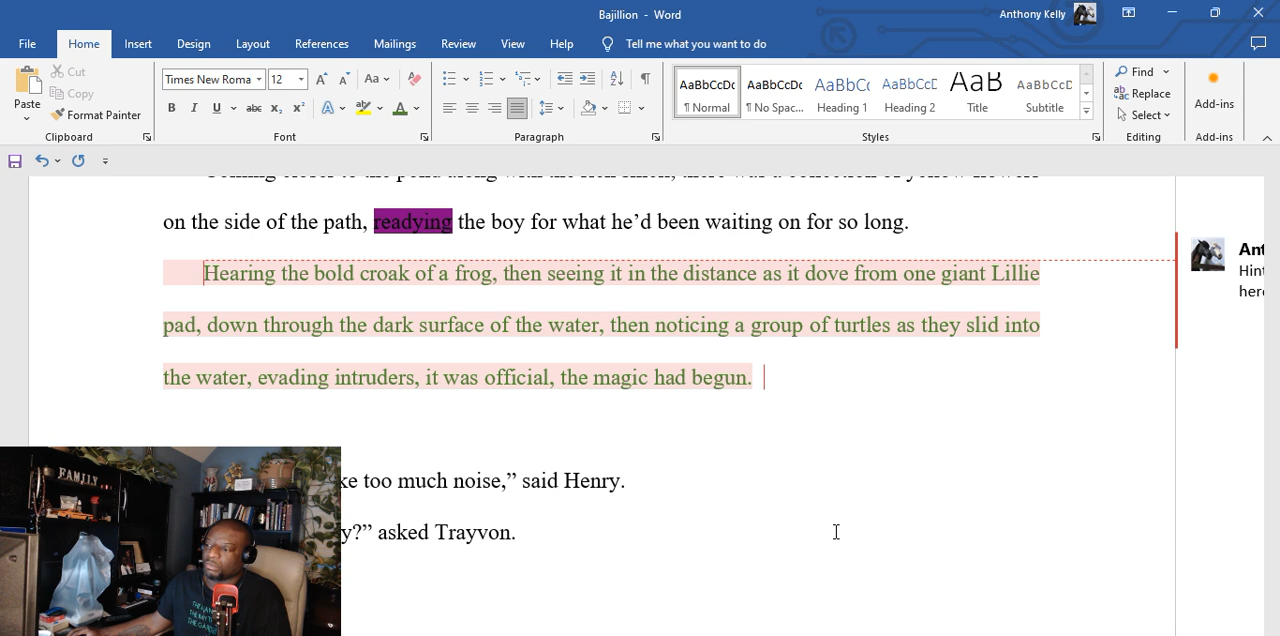 Bajillion - Word
Anthony Kelly
File Home Insert Design Layout References Mailings Review View Help Tell me what you want to do
Paste
Cut
Copy
Format Painter
Clipboard
Times New Roma
12
Font
Paragraph
AaBbCcDc AaBbCcDc AaBbCc AaBbCcD AaB AaBbCcD
¶ Normal ¶ No Spac... Heading 1 Heading 2 Title Subtitle
Styles
Find
Replace
Select
Editing
Add-ins
Add-ins
on the side of the path, readying the boy for what he’d been waiting on for so long.
Hearing the bold croak of a frog, then seeing it in the distance as it dove from one giant Lillie
pad, down through the dark surface of the water, then noticing a group of turtles as they slid into
the water, evading intruders, it was official, the magic had begun.
Ant
Hint
here
ke too much noise,” said Henry.
y?” asked Trayvon.
FAMILY